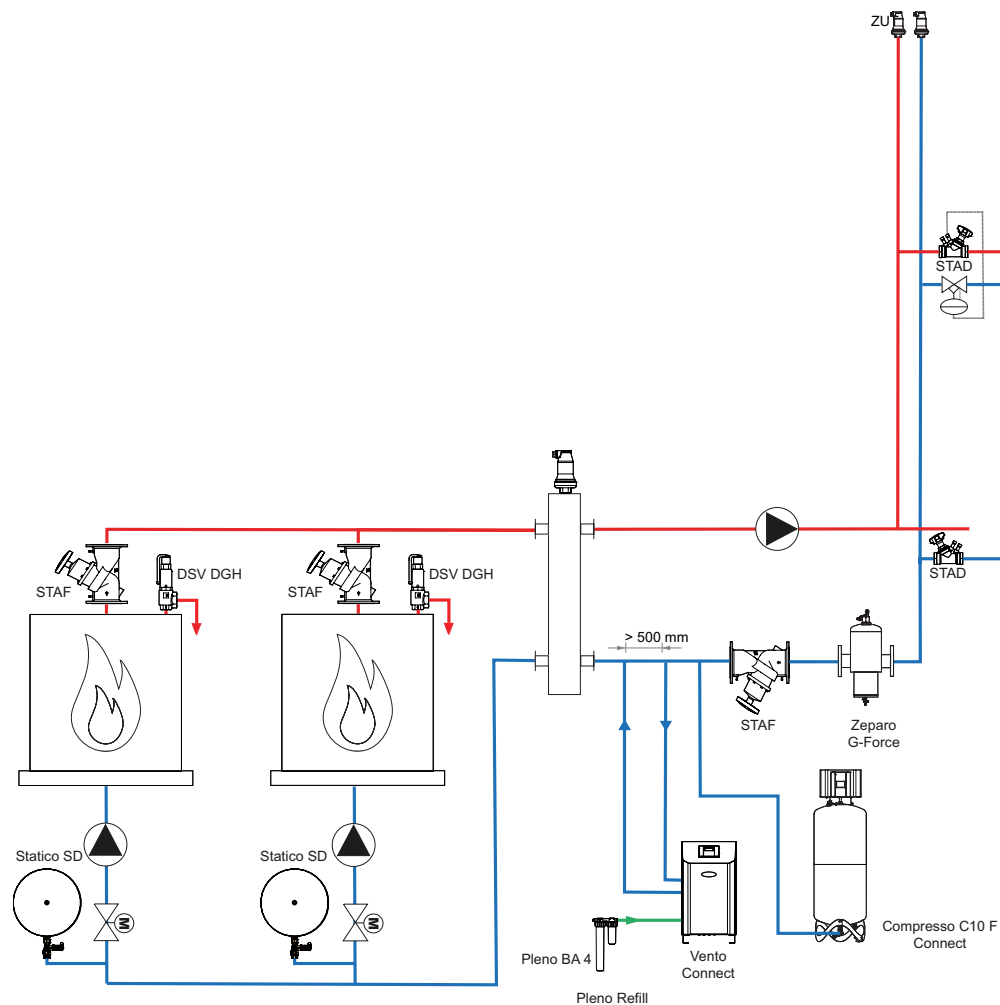 ZU
STAD
STAF
DSV DGH
STAF
DSV DGH
STAD
> 500 mm
STAF
Zeparo
G-Force
Statico SD
M
Statico SD
M
Pleno BA 4
Vento
Connect
Compresso C10 F
Connect
Pleno Refill